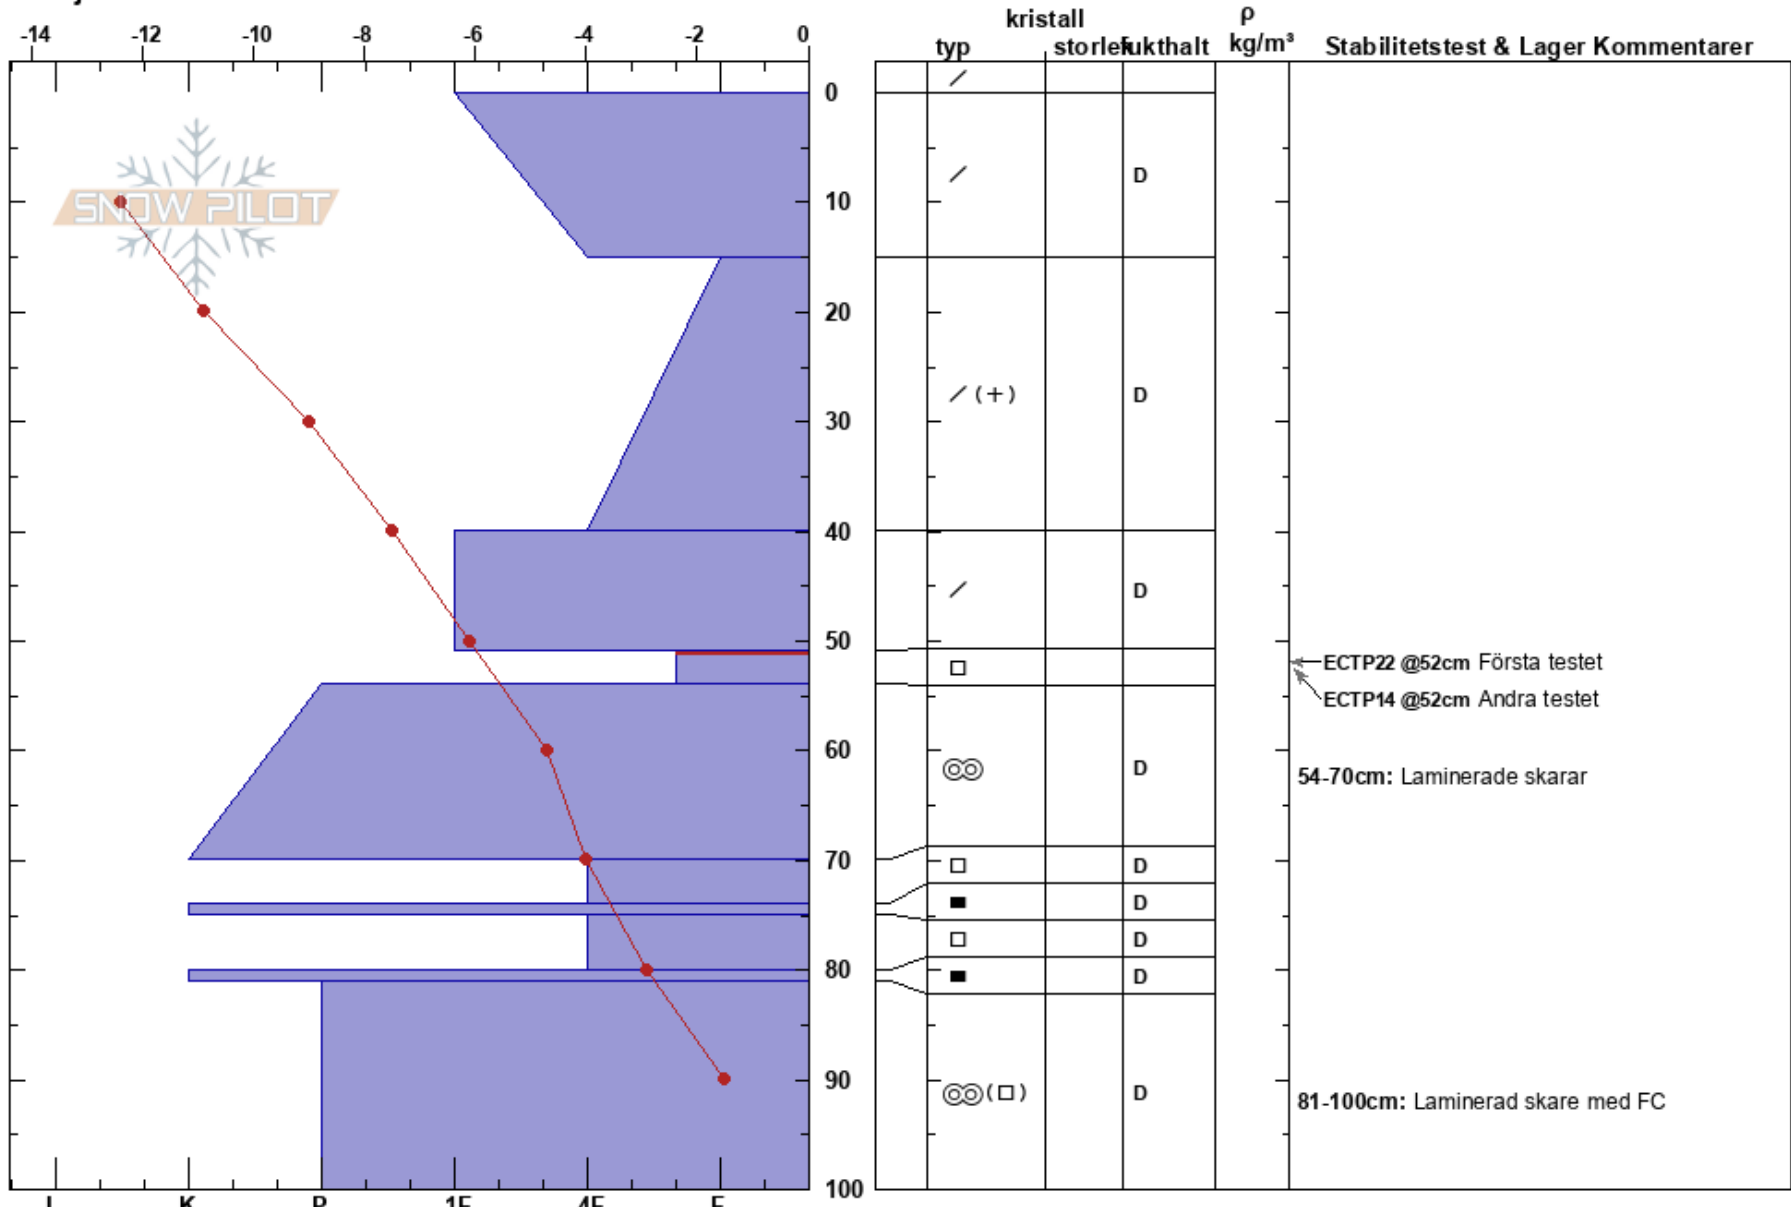 kristall ρ
-14 -12 -10 -8 -6 -4 -2 0 typ storlek fukthalt kg/m³ Stabilitetstest & Lager Kommentarer
0
D
10
SNOW PILOT
20
(+) D
30
40
D
50
ECTP22 @52cm Första testet
ECTP14 @52cm Andra testet
60
D
54-70cm: Laminerade skarar
70
D
D
D
80
D
90
( ) D
81-100cm: Laminerad skare med FC
100
K P 1F 4F F